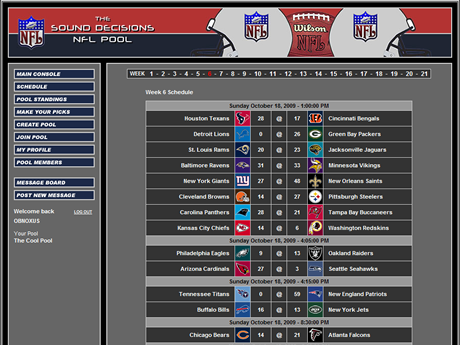 THE
SOUND DECISIONS
NFL POOL
NFL
Wilson
NFL
NFL
MAIN CONSOLE
SCHEDULE
POOL STANDINGS
MAKE YOUR PICKS
CREATE POOL
JOIN POOL
MY PROFILE
POOL MEMBERS
MESSAGE BOARD
POST NEW MESSAGE
Welcome back LOG OUT
OBNOXUS
Your Pool
The Cool Pool
WEEK 1 - 2 - 3 - 4 - 5 - 6 - 7 - 8 - 9 - 10 - 11 - 12 - 13 - 14 - 15 - 16 - 17 - 18 - 19 - 20 - 21
Week 6 Schedule
Sunday October 18, 2009 - 1:00:00 PM
Houston Texans 28 @ 17 Cincinnati Bengals
Detroit Lions 0 @ 26 Green Bay Packers
St. Louis Rams 20 @ 23 Jacksonville Jaguars
Baltimore Ravens 31 @ 33 Minnesota Vikings
New York Giants 27 @ 48 New Orleans Saints
Cleveland Browns 14 @ 27 Pittsburgh Steelers
Carolina Panthers 28 @ 21 Tampa Bay Buccaneers
Kansas City Chiefs 14 @ 6 Washington Redskins
Sunday October 18, 2009 - 4:05:00 PM
Philadelphia Eagles 9 @ 13 Oakland Raiders
Arizona Cardinals 27 @ 3 Seattle Seahawks
Sunday October 18, 2009 - 4:15:00 PM
Tennessee Titans 0 @ 59 New England Patriots
Buffalo Bills 16 @ 13 New York Jets
Sunday October 18, 2009 - 8:30:00 PM
Chicago Bears 14 @ 21 Atlanta Falcons